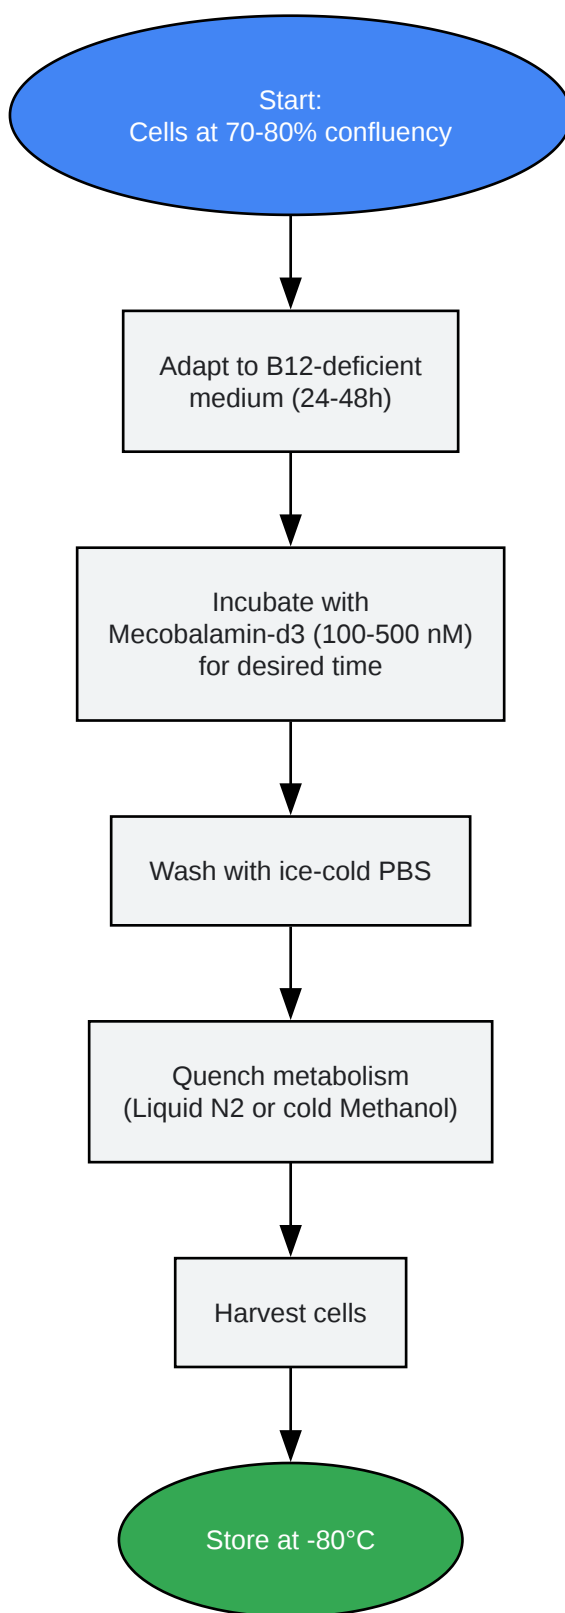 Start:
Cells at 70-80% confluency
Adapt to B12-deficient
medium (24-48h)
Incubate with
Mecobalamin-d3 (100-500 nM)
for desired time
Wash with ice-cold PBS
Quench metabolism
(Liquid N2 or cold Methanol)
Harvest cells
Store at -80°C